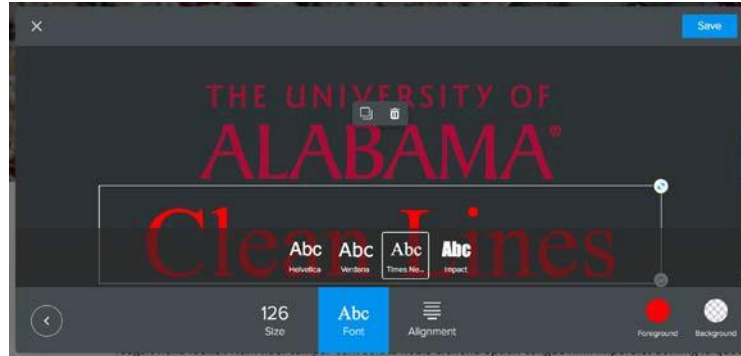 Save
THE UNIVERSITY OF
ALABAMA®
Clean Lines
Abc Abc Abc Abc
Helvetica Verdana Times Ne... Impact
126 Abc
Size Font Alignment Foreground Background